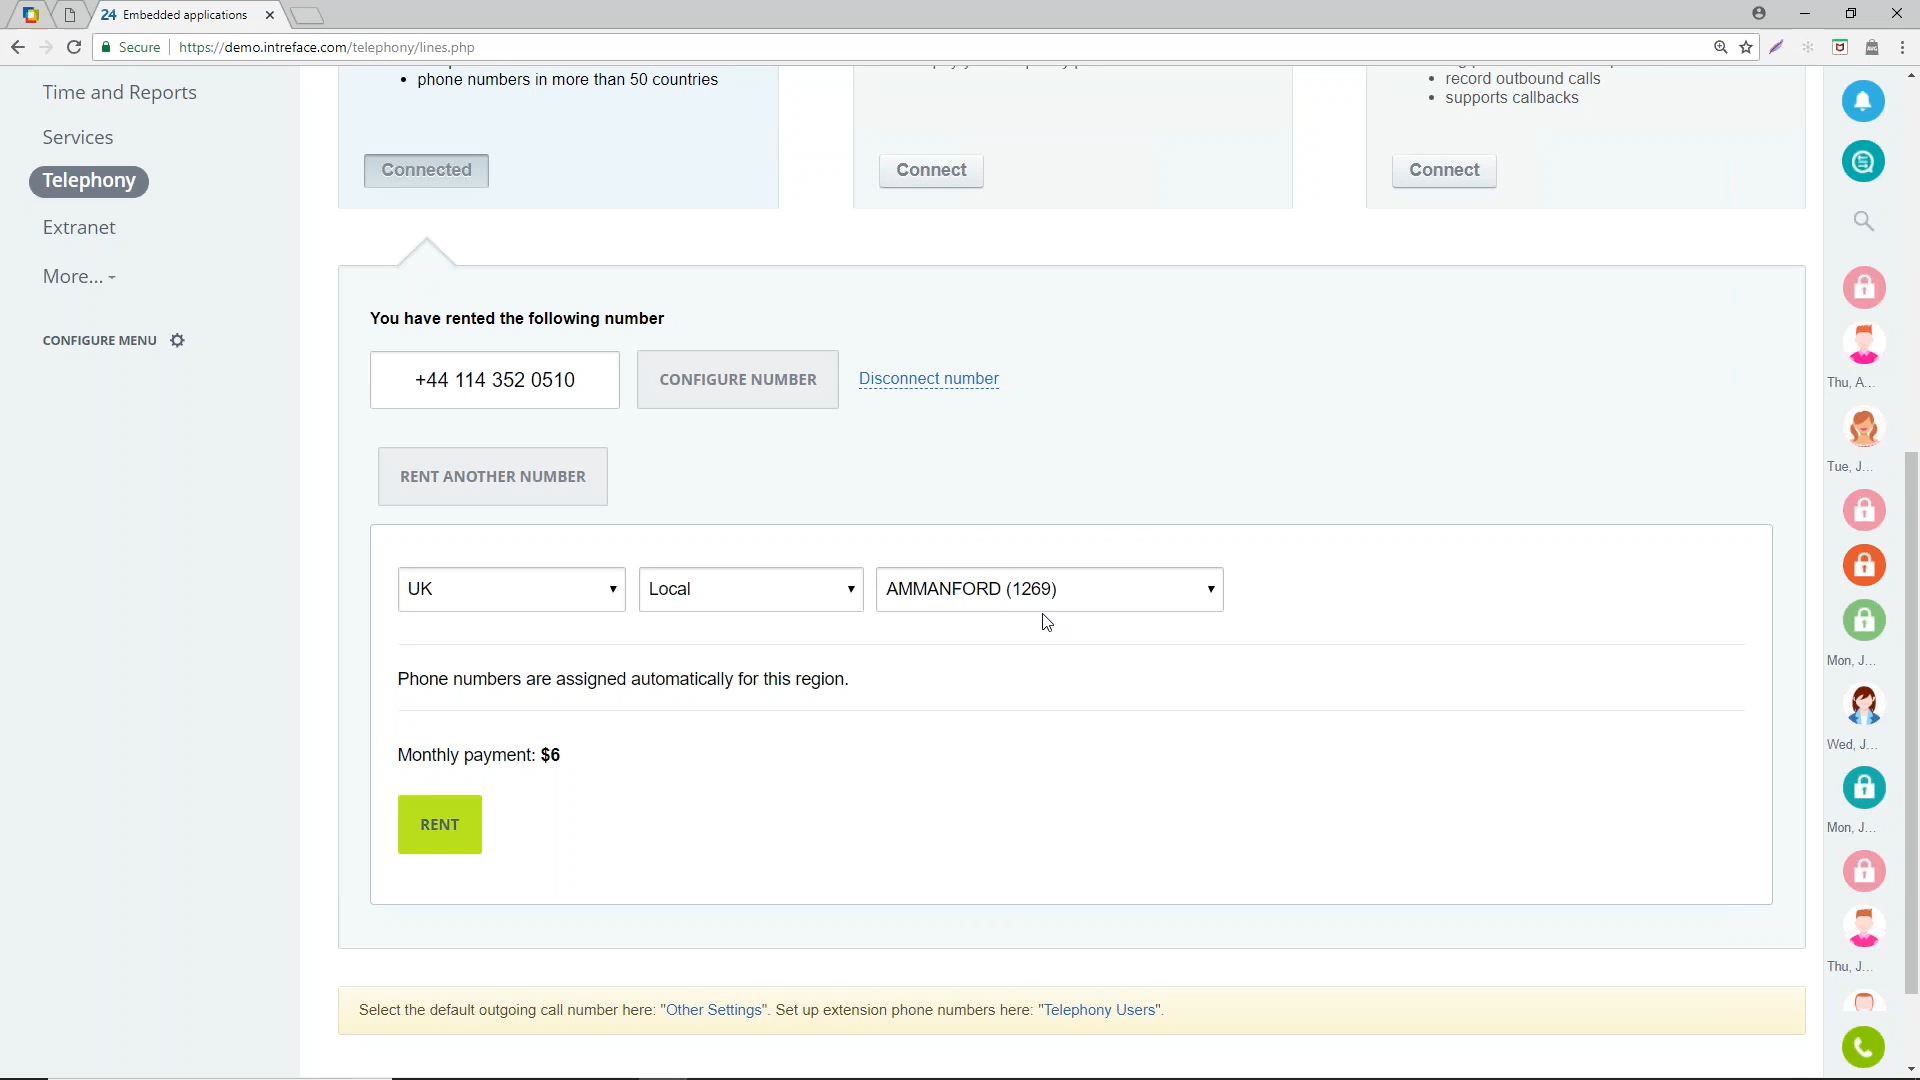 24 Embedded applications
Secure https://demo.intreface.com/telephony/lines.php
Time and Reports
Services
Telephony
Extranet
More...
CONFIGURE MENU
• phone numbers in more than 50 countries
• record outbound calls
• supports callbacks
Connected
Connect
Connect
You have rented the following number
+44 114 352 0510
CONFIGURE NUMBER
Disconnect number
RENT ANOTHER NUMBER
UK
Local
AMMANFORD (1269)
Phone numbers are assigned automatically for this region.
Monthly payment: $6
RENT
Select the default outgoing call number here: "Other Settings". Set up extension phone numbers here: "Telephony Users".
Thu, A...
Tue, J...
Mon, J...
Wed, J...
Mon, J...
Thu, J...